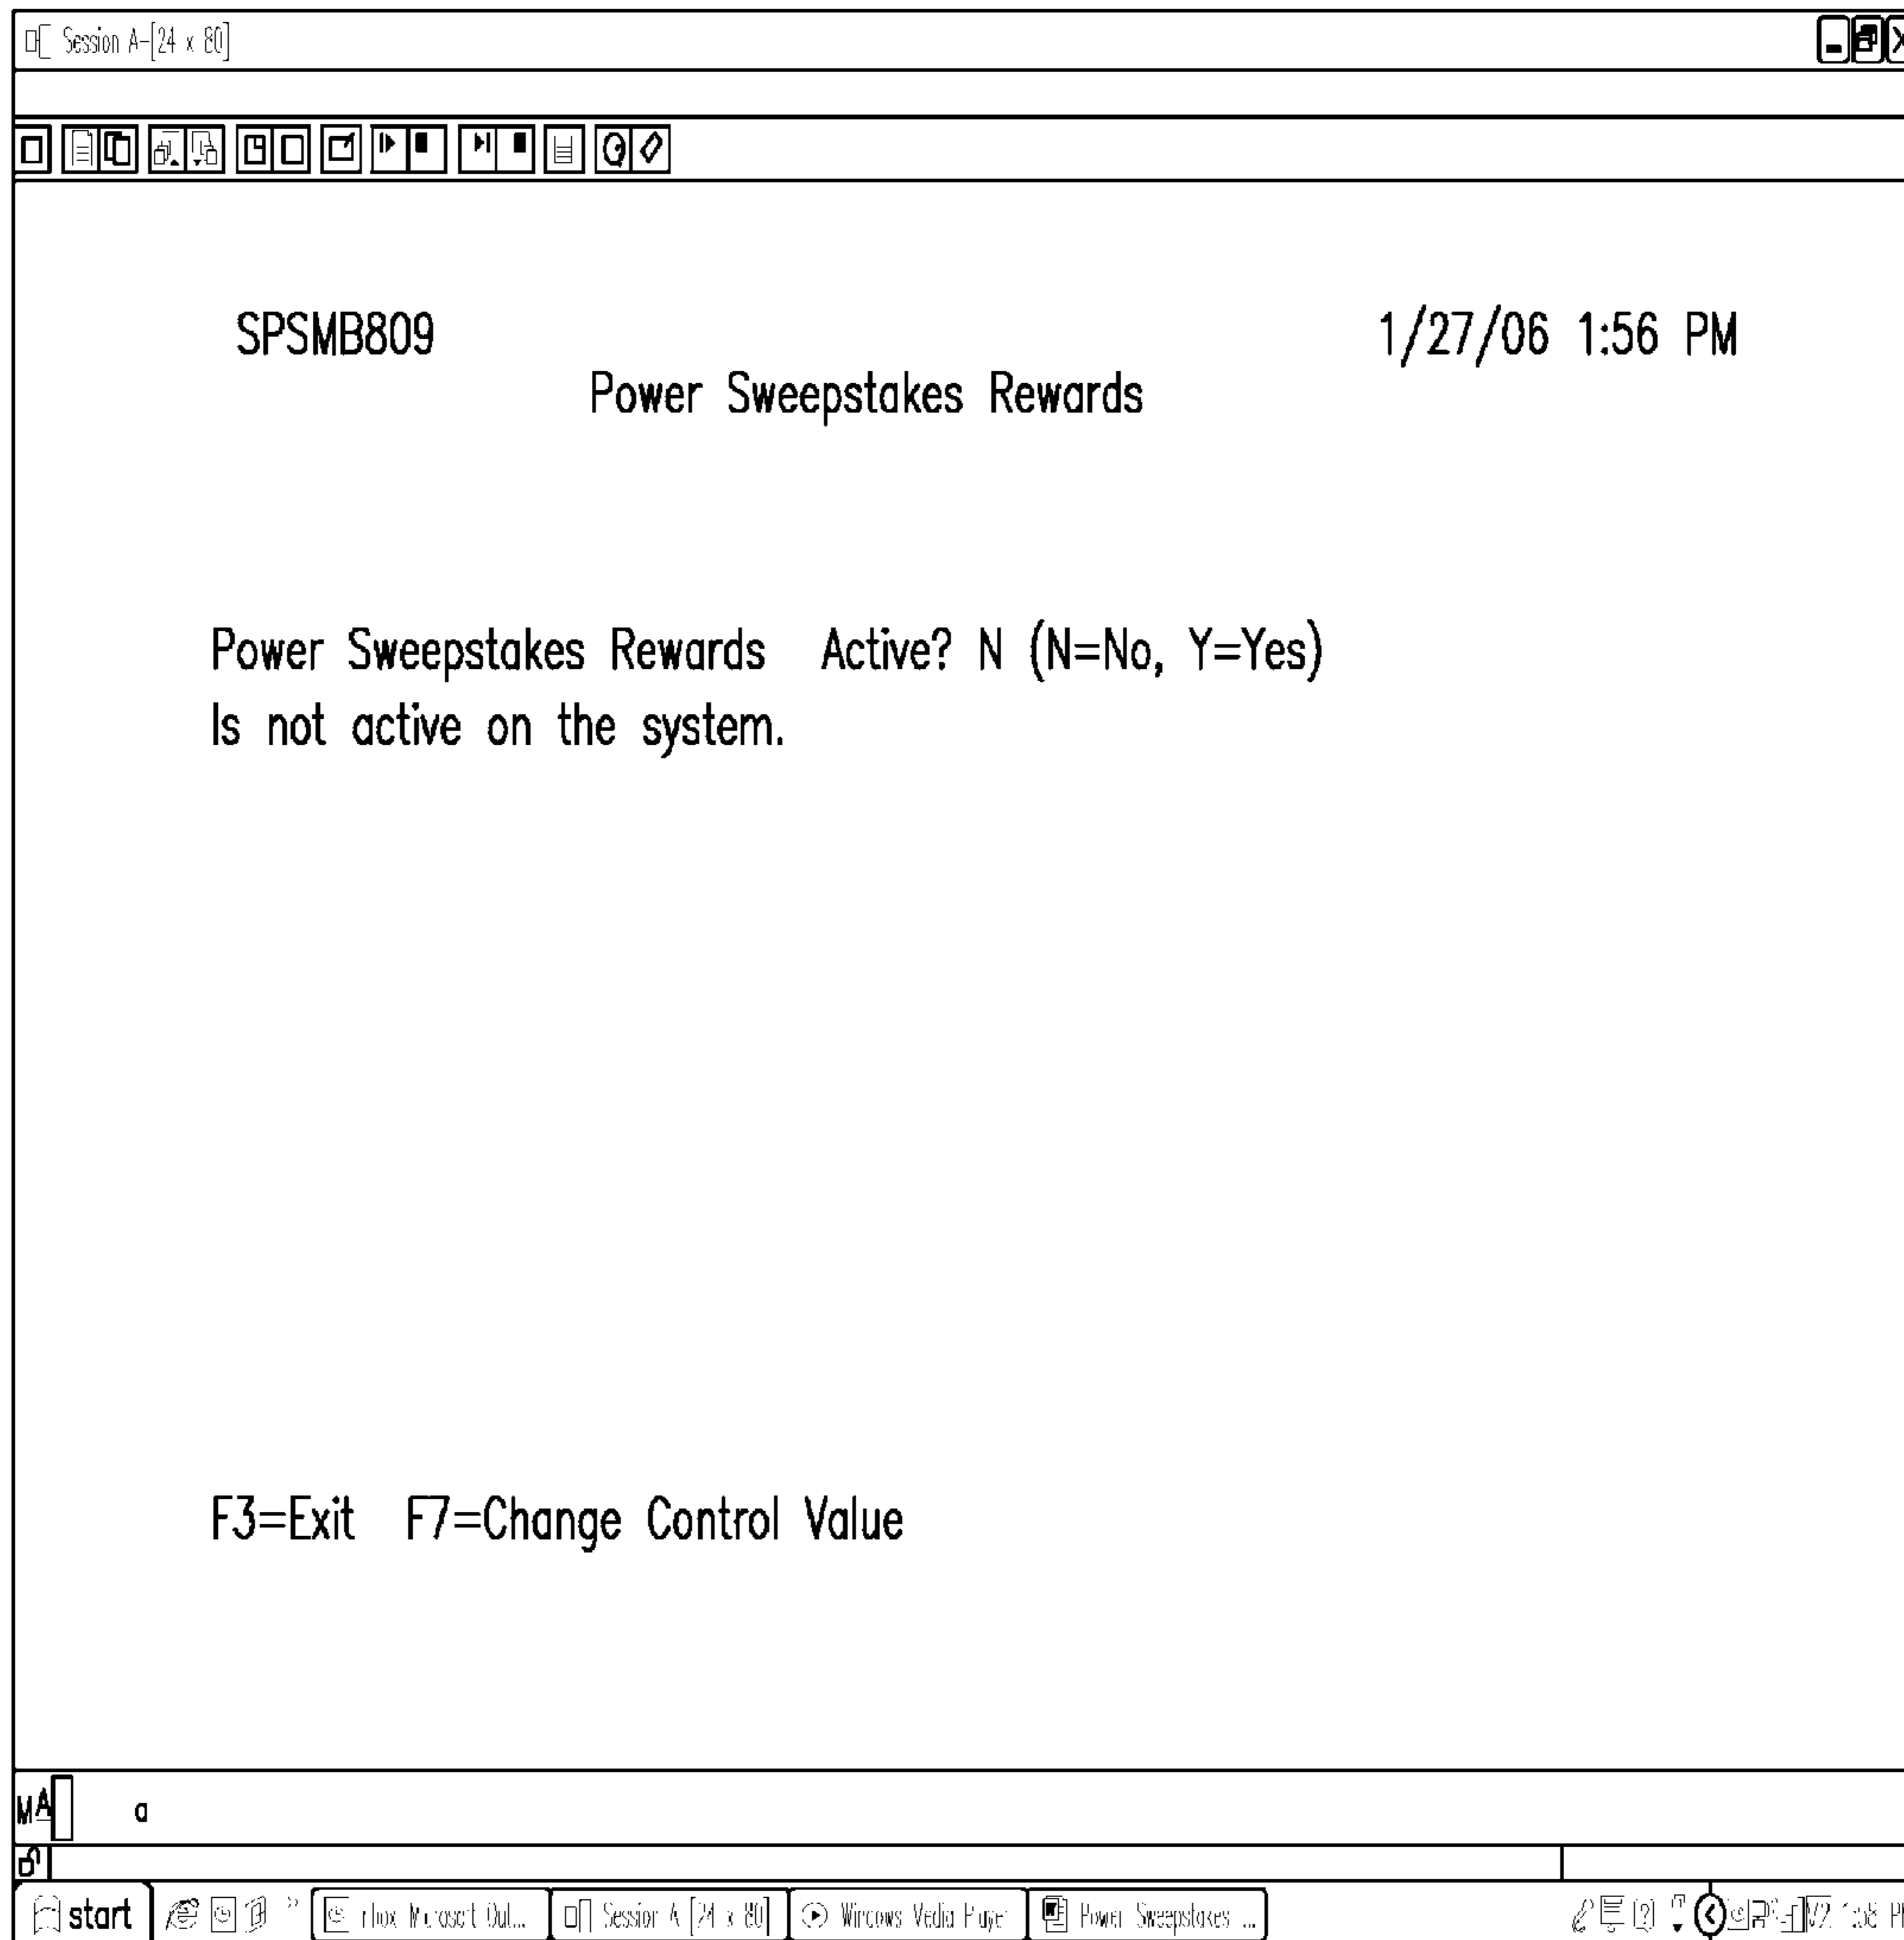 Session A-[24 x 80]
SPSMB809 1/27/06 1:56 PM
Power Sweepstakes Rewards
Power Sweepstakes Rewards Active? N (N=No, Y=Yes)
Is not active on the system.
F3=Exit F7=Change Control Value
MA a
start Session A [24 x 80] Power Sweepstakes ...